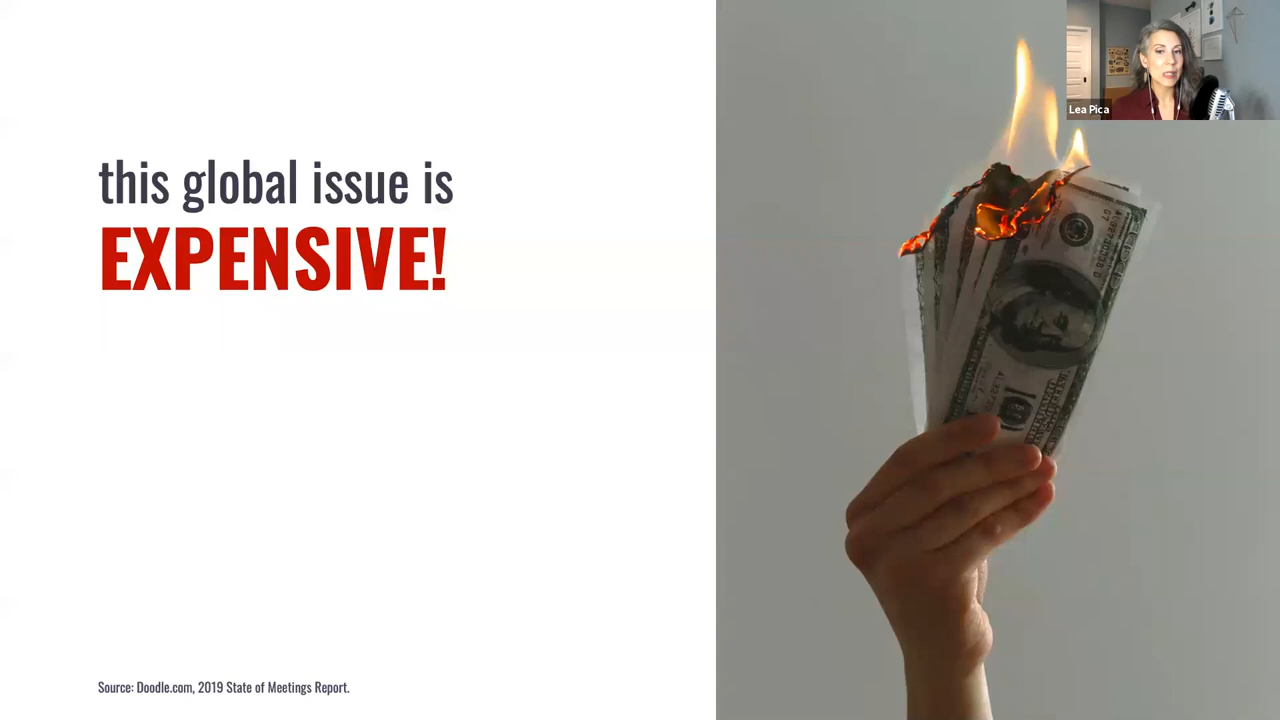 this global issue is
EXPENSIVE!
Lea Pica
Source: Doodle.com, 2019 State of Meetings Report.